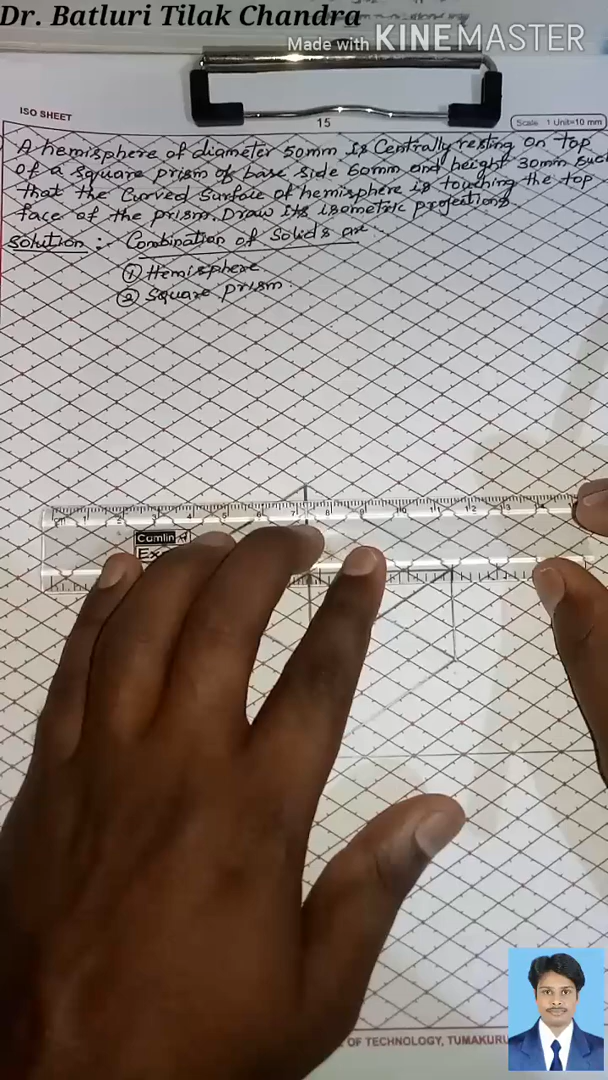 Dr. Batluri Tilak Chandra
Made with KINEMASTER
ISO SHEET
15
Scale 1 Unit=10 mm
A hemisphere of diameter 50mm is Centrally resting on top
of a square prism of base side 60mm and height 30mm such
that the curved surface of hemisphere is touching the top
face of the prism. Draw its isometric projections
Solution :- Combination of Solids are:
① Hemisphere
② Square prism.
Camlin
OF TECHNOLOGY, TUMAKURU